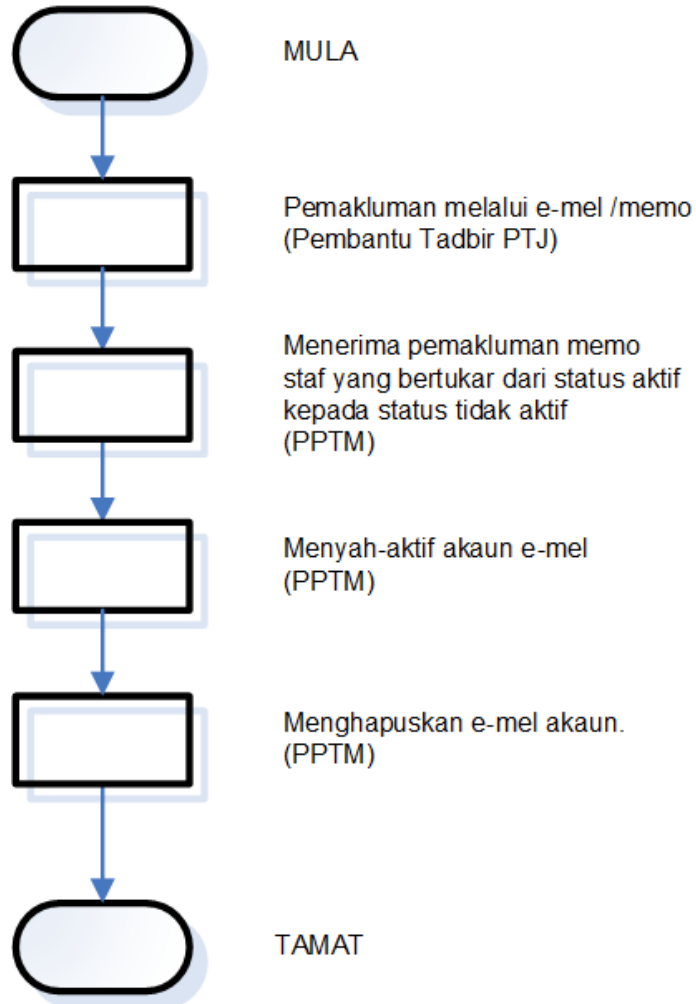 MULA
Pemakluman melalui e-mel /memo
(Pembantu Tadbir PTJ)
Menerima pemakluman memo
staf yang bertukar dari status aktif
kepada status tidak aktif
(PPTM)
Menyah-aktif akaun e-mel
(PPTM)
Menghapuskan e-mel akaun.
(PPTM)
TAMAT